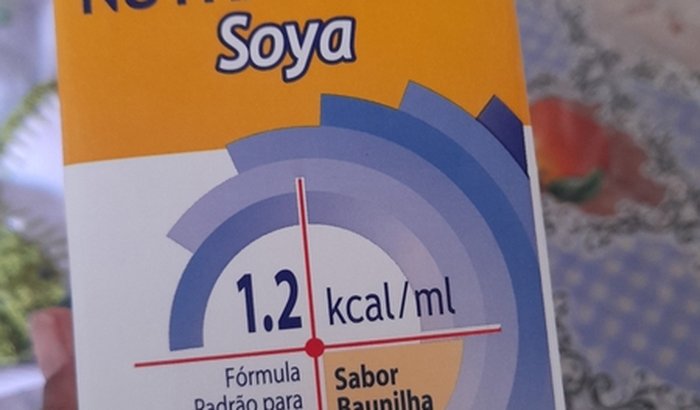 Soya
1.2 kcal/ml
Fórmula
Padrão para
Sabor
Baunilha